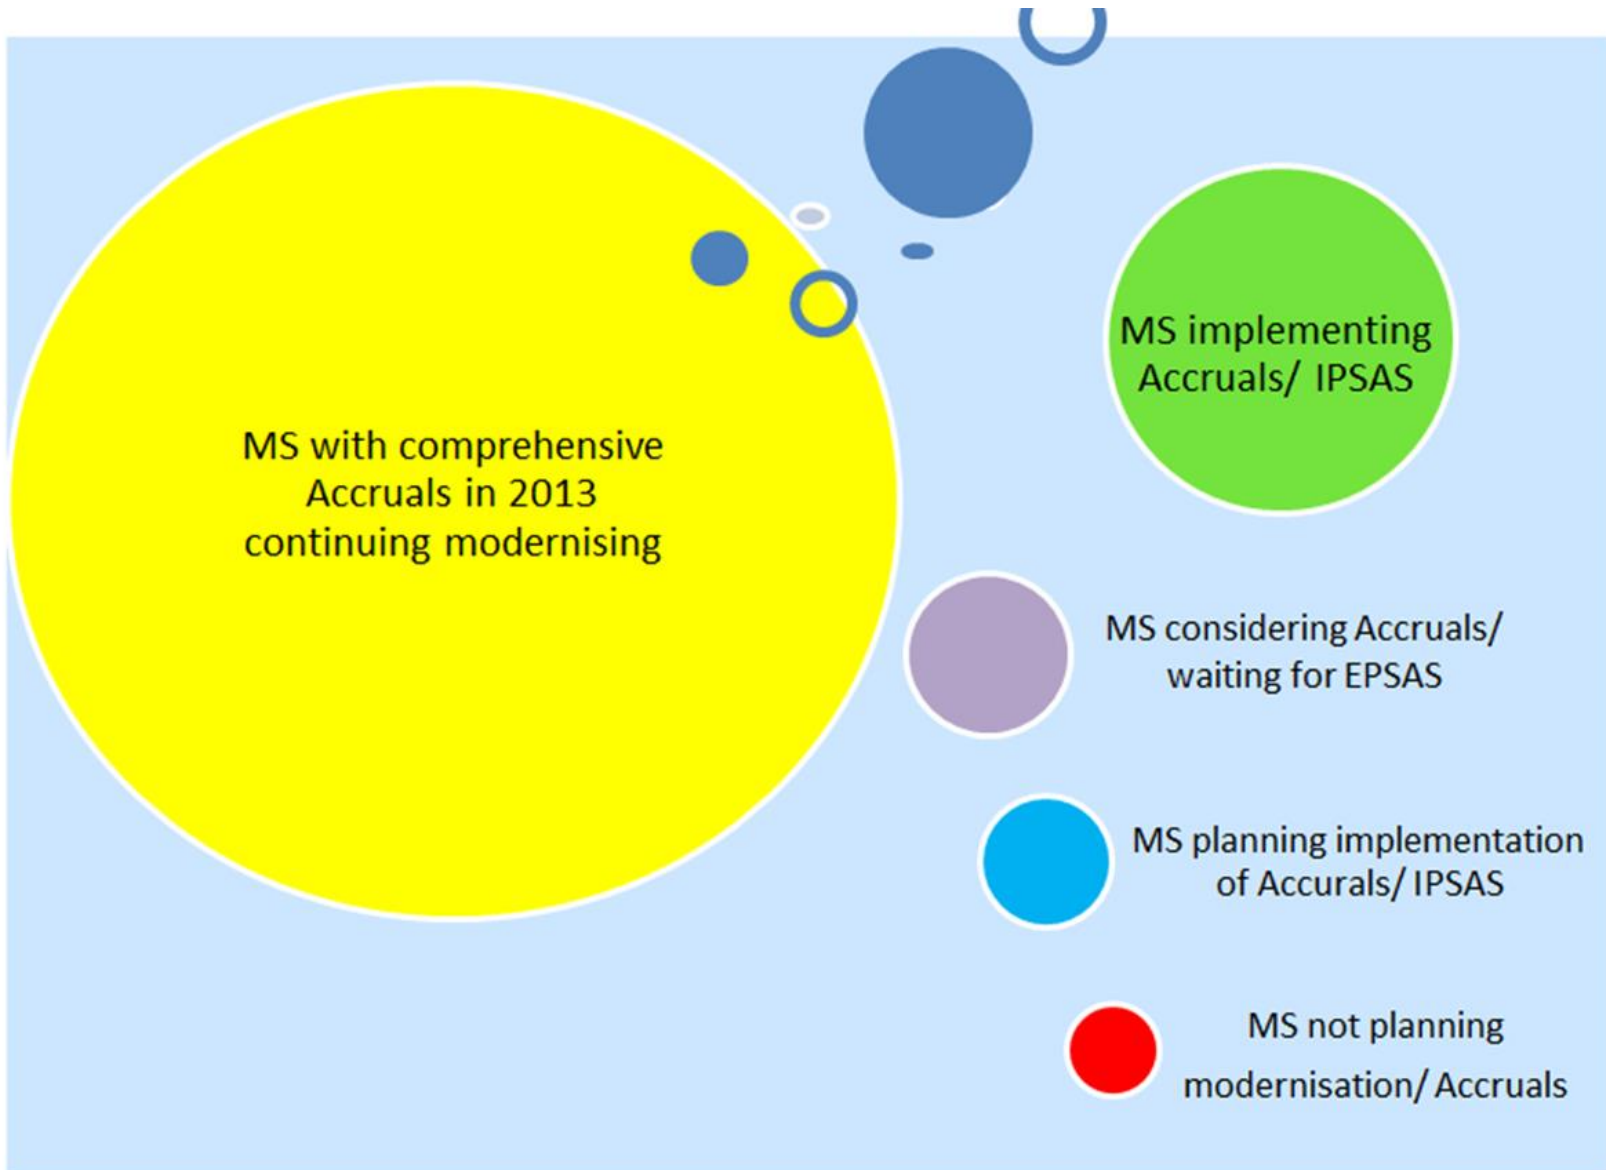 MS with comprehensive
Accruals in 2013
continuing modernising
MS implementing
Accruals/ IPSAS
MS considering Accruals/
waiting for EPSAS
MS planning implementation
of Accurals/ IPSAS
MS not planning
modernisation/ Accruals